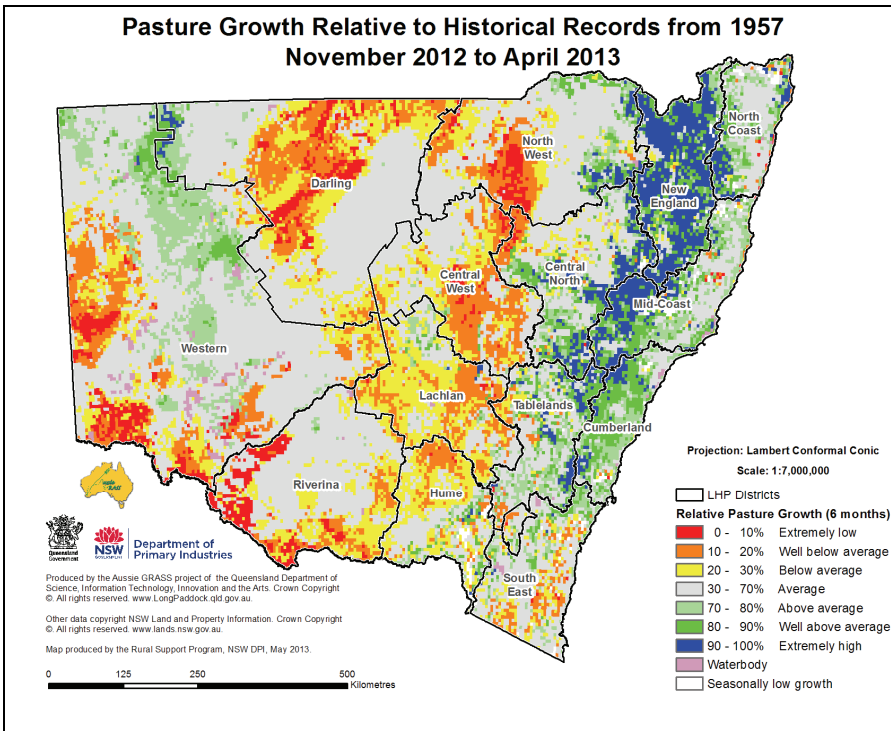 Pasture Growth Relative to Historical Records from 1957
November 2012 to April 2013
North
Coast
North
West
Darling
New
England
Central
North
Central
West
Mid-Coast
Western
Lachlan
Tablelands
Cumberland
Riverina
Hume
South
East
Projection: Lambert Conformal Conic
Scale: 1:7,000,000
LHP Districts
Relative Pasture Growth (6 months)
0 - 10% Extremely low
10 - 20% Well below average
20 - 30% Below average
30 - 70% Average
70 - 80% Above average
80 - 90% Well above average
90 - 100% Extremely high
Waterbody
Seasonally low growth
Queensland
Government
NSW
GOVERNMENT
Department of
Primary Industries
Produced by the Aussie GRASS project of the Queensland Department of
Science, Information Technology, Innovation and the Arts. Crown Copyright
©. All rights reserved. www.LongPaddock.qld.gov.au.
Other data copyright NSW Land and Property Information. Crown Copyright
©. All rights reserved. www.lands.nsw.gov.au.
Map produced by the Rural Support Program, NSW DPI, May 2013.
0 125 250 500
Kilometres